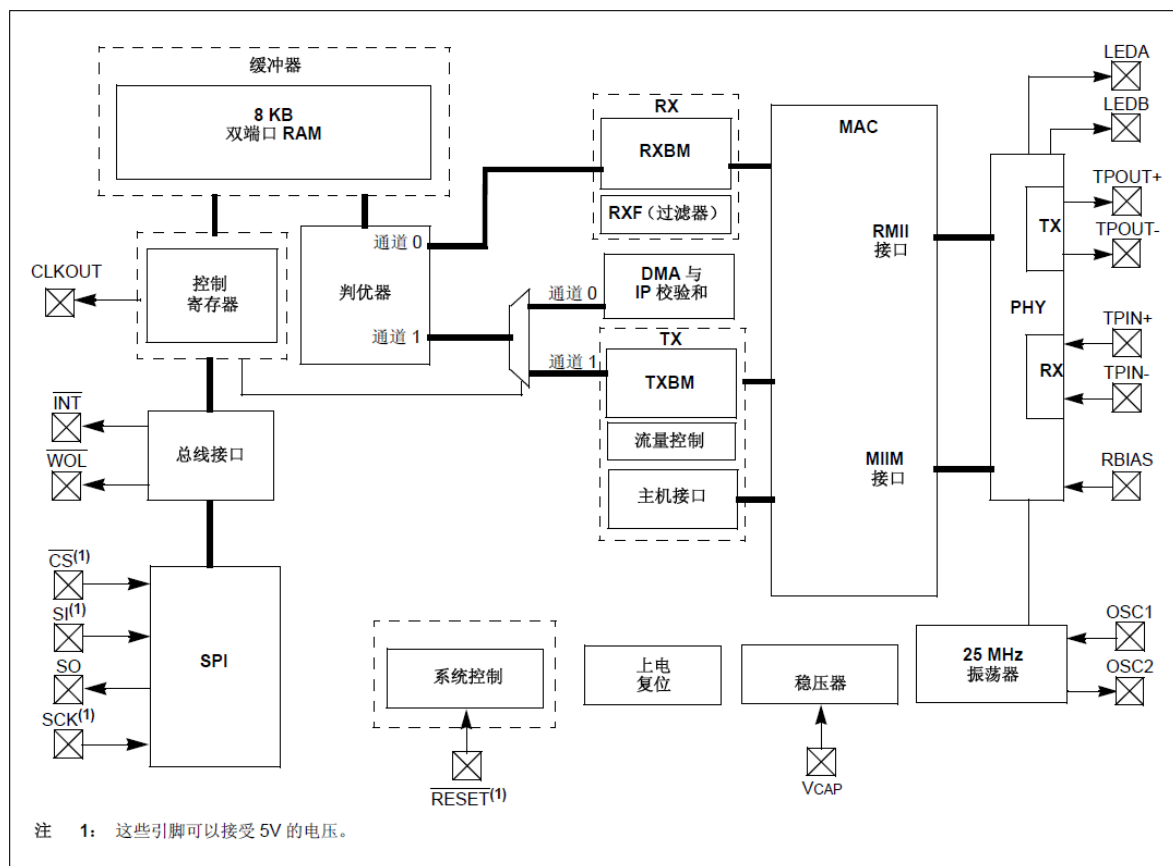 缓冲器
8 KB
双端口 RAM
控制
寄存器
CLKOUT
判优器
通道 0
通道 1
INT
WOL
总线接口
CS(1)
SI(1)
SO
SCK(1)
SPI
RX
RXBM
RXF（过滤器）
通道 0
DMA 与
IP 校验和
通道 1
TX
TXBM
流量控制
主机接口
MAC
RMII
接口
MIIM
接口
PHY
TX
RX
LEDA
LEDB
TPOUT+
TPOUT-
TPIN+
TPIN-
RBIAS
OSC1
OSC2
25 MHz
振荡器
系统控制
RESET(1)
上电
复位
稳压器
VCAP
注 1： 这些引脚可以接受 5V 的电压。